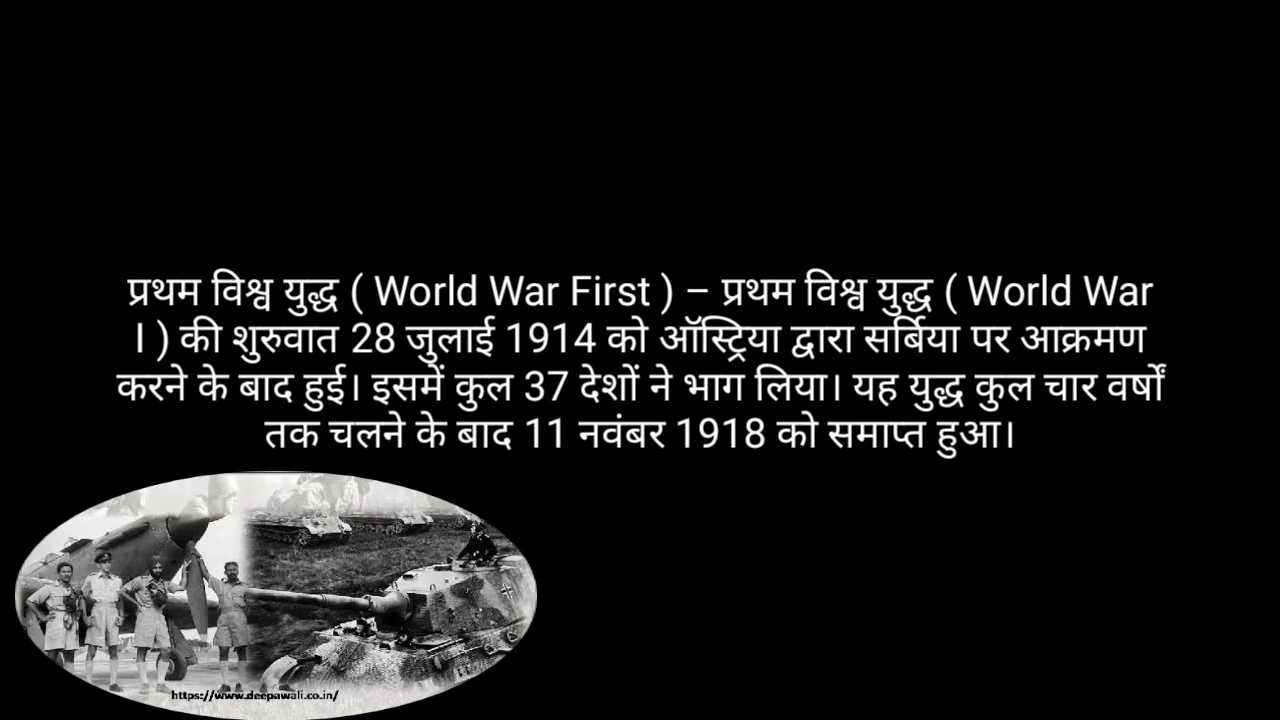 प्रथम विश्व युद्ध ( World War First ) – प्रथम विश्व युद्ध ( World War
I ) की शुरुवात 28 जुलाई 1914 को ऑस्ट्रिया द्वारा सर्बिया पर आक्रमण
करने के बाद हुई। इसमें कुल 37 देशों ने भाग लिया। यह युद्ध कुल चार वर्षों
तक चलने के बाद 11 नवंबर 1918 को समाप्त हुआ।
https://www.deepawali.co.in/